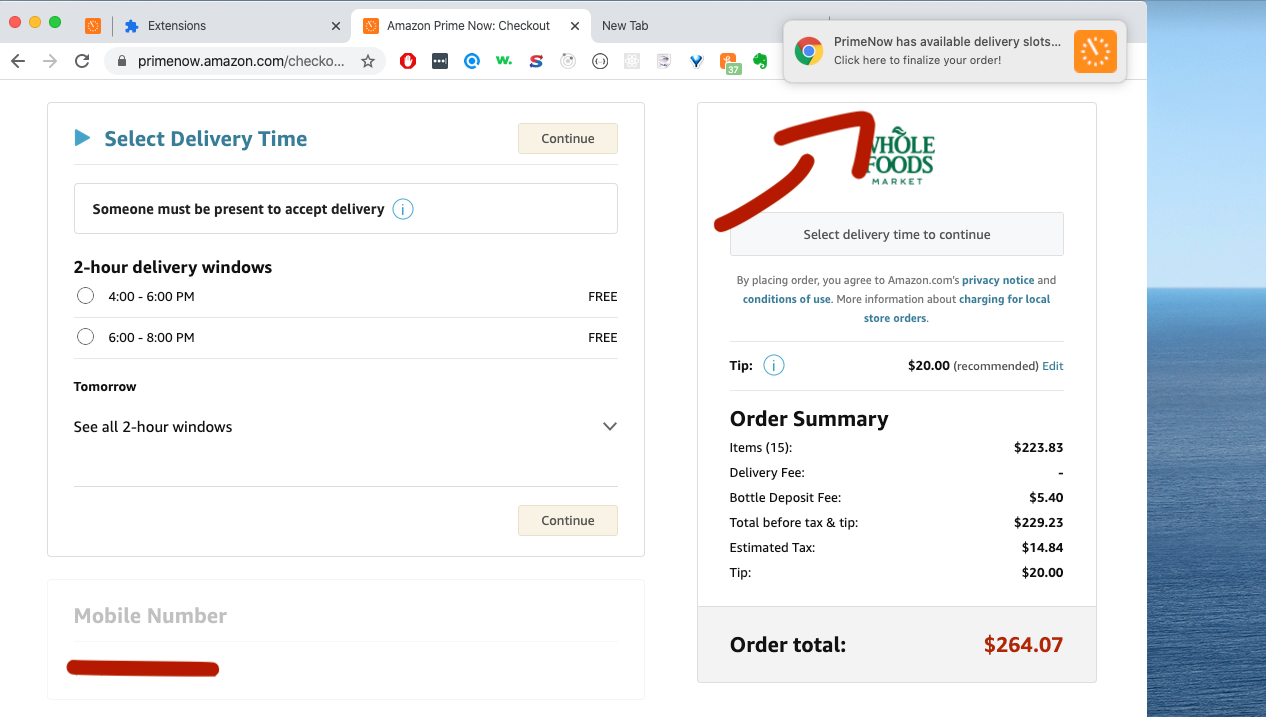 Extensions
Amazon Prime Now: Checkout
New Tab
primenow.amazon.com/checko...
w.
S
37
PrimeNow has available delivery slots...
Click here to finalize your order!
Select Delivery Time
Continue
Someone must be present to accept delivery i
2-hour delivery windows
4:00 - 6:00 PM FREE
6:00 - 8:00 PM FREE
Tomorrow
See all 2-hour windows
Continue
Mobile Number
WHOLE
FOODS
MARKET
Select delivery time to continue
By placing order, you agree to Amazon.com's privacy notice and
conditions of use. More information about charging for local
store orders.
Tip: i $20.00 (recommended) Edit
Order Summary
Items (15): $223.83
Delivery Fee: -
Bottle Deposit Fee: $5.40
Total before tax & tip: $229.23
Estimated Tax: $14.84
Tip: $20.00
Order total: $264.07